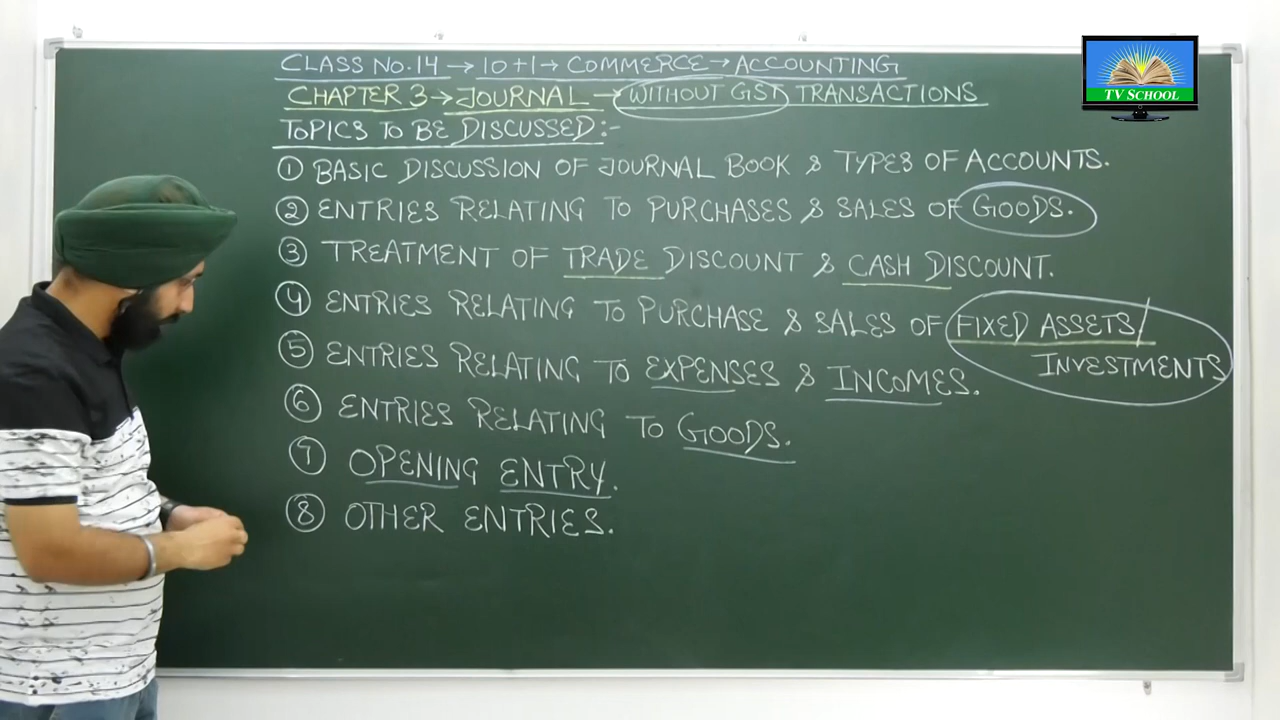 CLASS NO. 14 → 10+1 → COMMERCE → ACCOUNTING
CHAPTER 3 → JOURNAL → WITHOUT GST TRANSACTIONS
TOPICS TO BE DISCUSSED:-
① BASIC DISCUSSION OF JOURNAL BOOK & TYPES OF ACCOUNTS.
② ENTRIES RELATING TO PURCHASES & SALES OF GOODS.
③ TREATMENT OF TRADE DISCOUNT & CASH DISCOUNT.
④ ENTRIES RELATING TO PURCHASE & SALES OF FIXED ASSETS/
INVESTMENTS
⑤ ENTRIES RELATING TO EXPENSES & INCOMES.
⑥ ENTRIES RELATING TO GOODS.
⑦ OPENING ENTRY.
⑧ OTHER ENTRIES.
TV SCHOOL